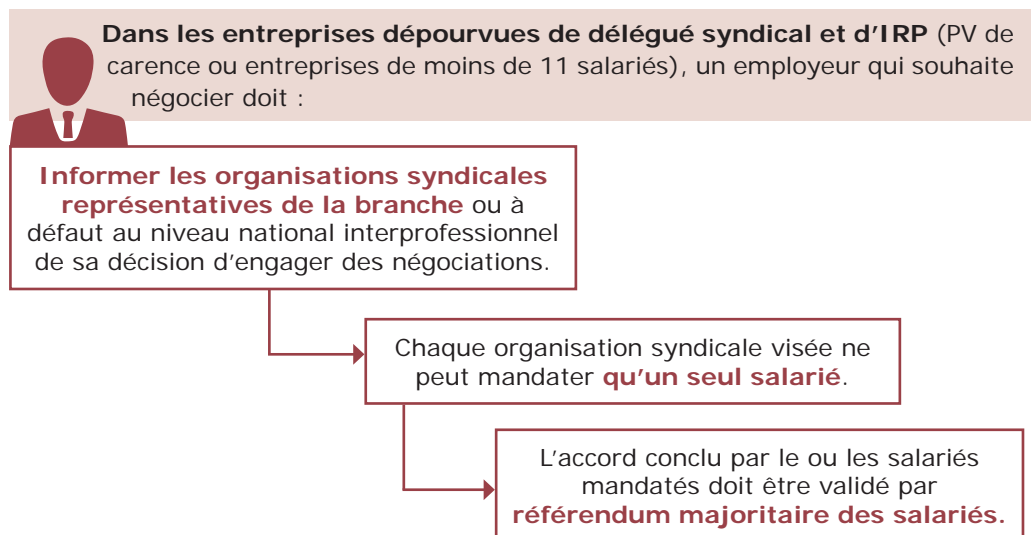 Dans les entreprises dépourvues de délégué syndical et d'IRP (PV de
carence ou entreprises de moins de 11 salariés), un employeur qui souhaite
négocier doit :
Informer les organisations syndicales
représentatives de la branche ou à
défaut au niveau national interprofessionnel
de sa décision d'engager des négociations.
Chaque organisation syndicale visée ne
peut mandater qu'un seul salarié.
L'accord conclu par le ou les salariés
mandatés doit être validé par
référendum majoritaire des salariés.